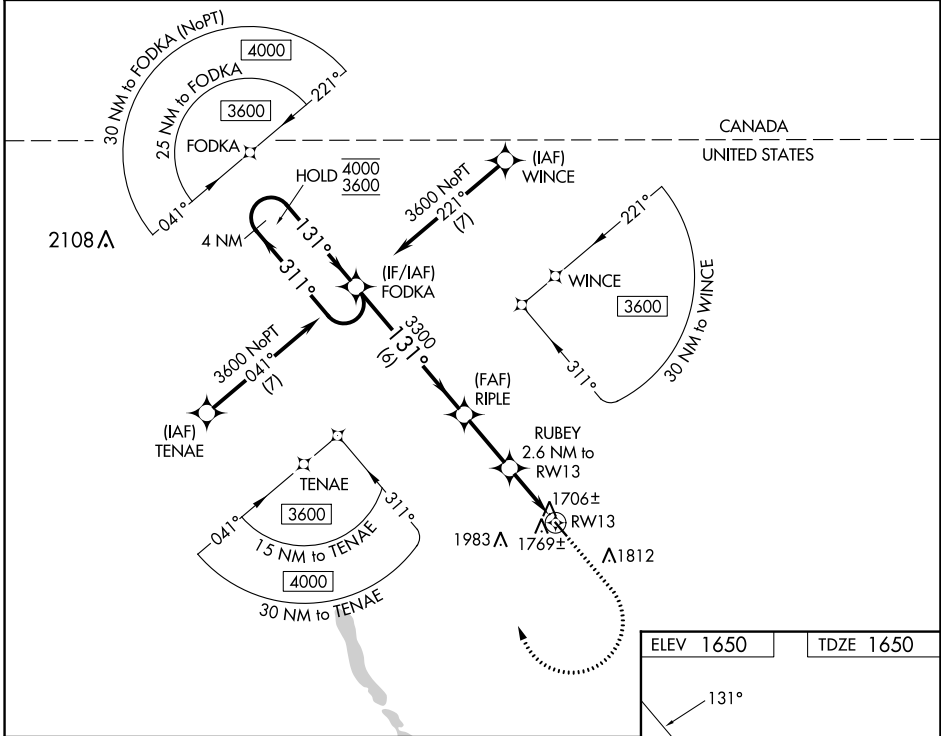 30 NM to FODKA (NoPT)
4000
25 NM to FODKA
3600
221°
FODKA
041°
CANADA
UNITED STATES
HOLD 4000
3600
(IAF)
WINCE
3600 NoPT
221°
(7)
2108
4 NM
131°
311°
(IF/IAF)
FODKA
221°
WINCE
3600
30 NM to WINCE
311°
3300
131°
(6)
3600 NoPT
041°
(7)
(FAF)
RIPLE
(IAF)
TENAE
RUBEY
2.6 NM to
RW13
TENAE
3600
041°
311°
15 NM to TENAE
4000
30 NM to TENAE
1706±
RW13
1983
1769±
1812
ELEV 1650
TDZE 1650
131°